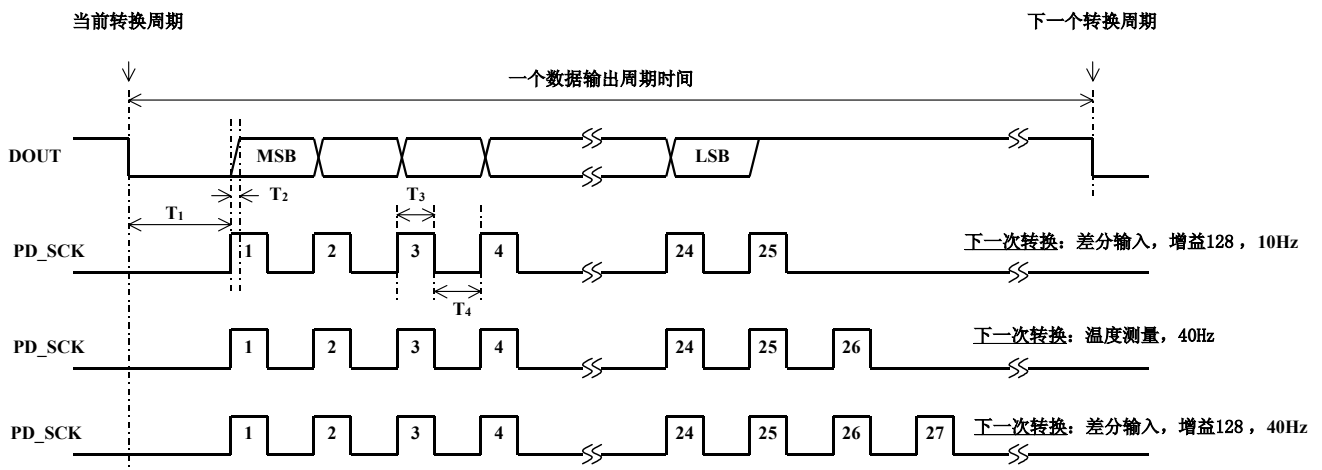 当前转换周期
下一个转换周期
一个数据输出周期时间
DOUT
MSB
LSB
T2
T3
T1
PD_SCK
1
2
3
4
24
25
下一次转换：差分输入，增益128，10Hz
T4
PD_SCK
1
2
3
4
24
25
26
下一次转换：温度测量，40Hz
PD_SCK
1
2
3
4
24
25
26
27
下一次转换：差分输入，增益128，40Hz